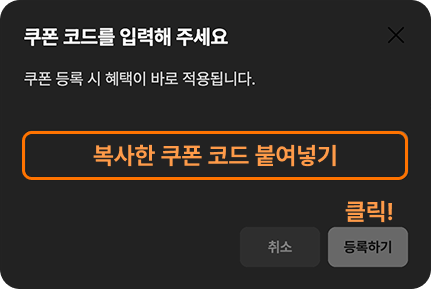 쿠폰 코드를 입력해 주세요
쿠폰 등록 시 혜택이 바로 적용됩니다.
복사한 쿠폰 코드 붙여넣기
클릭!
취소 등록하기